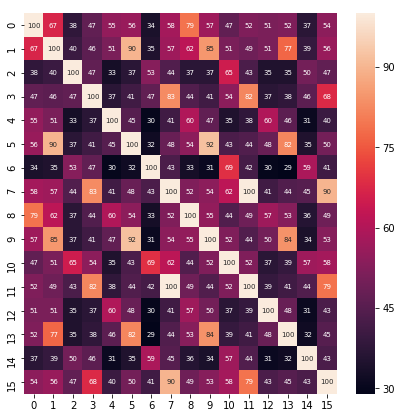 100 67 38 47 55 56 34 58 79 57 47 52 51 52 37 54 0
67 100 40 46 51 90 35 57 62 85 51 49 51 77 39 56 1
38 40 100 47 33 37 53 44 37 37 65 43 35 35 50 47 2
47 46 47 100 37 41 47 83 44 41 54 82 37 38 46 68 3
55 51 33 37 100 45 30 41 60 47 35 38 60 46 31 40 4
56 90 37 41 45 100 32 48 54 92 43 44 48 82 35 50 5
34 35 53 47 30 32 100 43 33 31 69 42 30 29 59 41 6
58 57 44 83 41 48 43 100 52 54 62 100 41 44 45 90 7
79 62 37 44 60 54 33 52 100 55 44 49 57 53 36 49 8
57 85 37 41 47 92 31 54 55 100 52 44 50 84 34 53 9
47 51 65 54 35 43 69 62 44 52 100 52 37 39 57 58 10
52 49 43 82 38 44 42 100 49 44 52 100 39 41 44 79 11
51 51 35 37 60 48 30 41 57 50 37 39 100 48 31 43 12
52 77 35 38 46 82 29 44 53 84 39 41 48 100 32 45 13
37 39 50 46 31 35 59 45 36 34 57 44 31 32 100 43 14
54 56 47 68 40 50 41 90 49 53 58 79 43 45 43 100 15
0 1 2 3 4 5 6 7 8 9 10 11 12 13 14 15
90
75
60
45
30